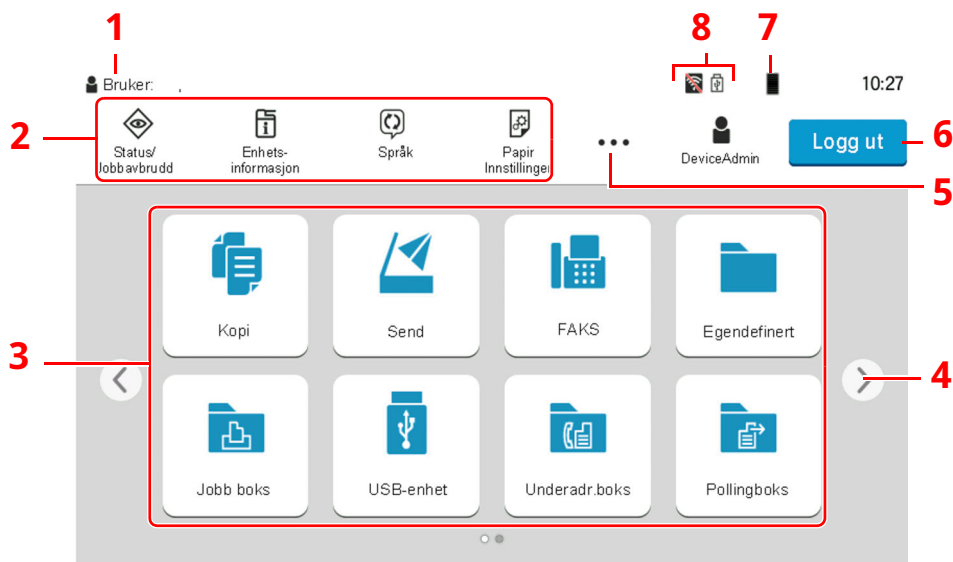 1
8
7
Bruker: ,
10:27
2
Status/
Jobbavbrudd
Enhets-
informasjon
Språk
Papir
Innstillinger
...
DeviceAdmin
Logg ut
6
5
Kopi
Send
FAKS
Egendefinert
3
4
Jobb boks
USB-enhet
Underadr.boks
Pollingboks